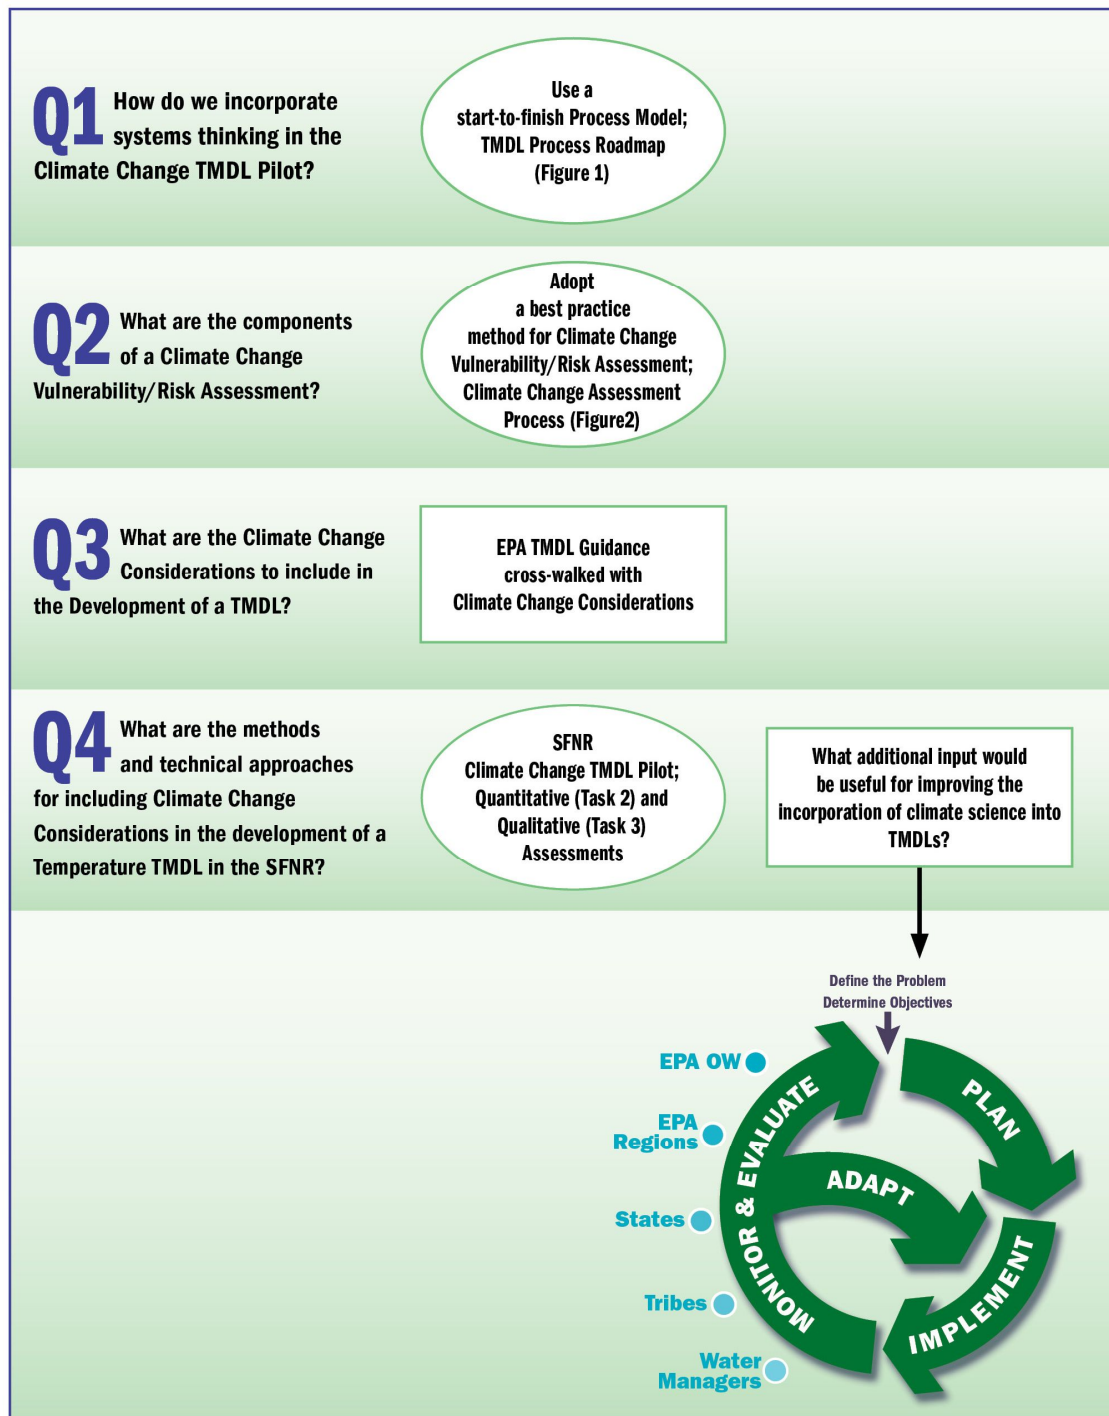 Q1 How do we incorporate
systems thinking in the
Climate Change TMDL Pilot?
Use a
start-to-finish Process Model;
TMDL Process Roadmap
(Figure 1)
Q2 What are the components
of a Climate Change
Vulnerability/Risk Assessment?
Adopt
a best practice
method for Climate Change
Vulnerability/Risk Assessment;
Climate Change Assessment
Process (Figure2)
Q3 What are the Climate Change
Considerations to include in
the Development of a TMDL?
EPA TMDL Guidance
cross-walked with
Climate Change Considerations
Q4 What are the methods
and technical approaches
for including Climate Change
Considerations in the development of a
Temperature TMDL in the SFNR?
SFNR
Climate Change TMDL Pilot;
Quantitative (Task 2) and
Qualitative (Task 3)
Assessments
What additional input would
be useful for improving the
incorporation of climate science into
TMDLs?
Define the Problem
Determine Objectives
EPA OW
EPA
Regions
States
Tribes
Water
Managers
PLAN
IMPLEMENT
MONITOR & EVALUATE
ADAPT